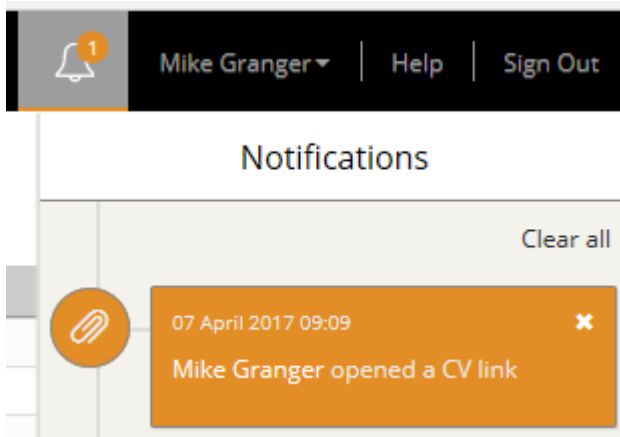 1
Mike Granger | Help | Sign Out
Notifications
Clear all
07 April 2017 09:09
Mike Granger opened a CV link